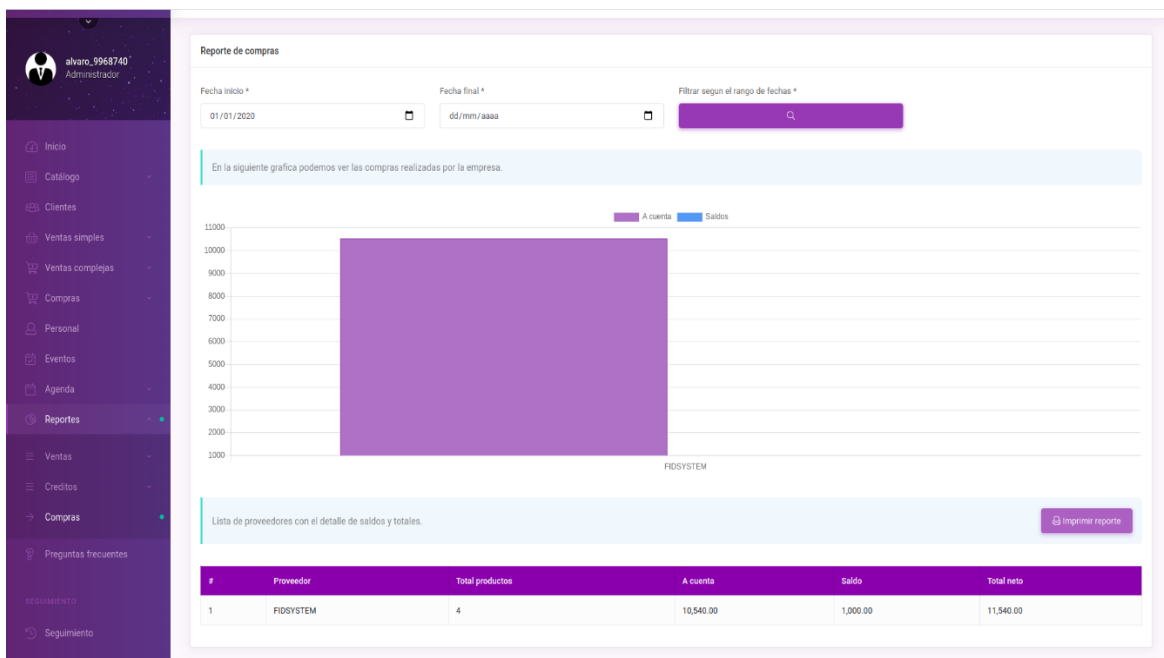 alvaro_9968740
Administrador
Inicio
Catálogo
Clientes
Ventas simples
Ventas complejas
Compras
Personal
Eventos
Agenda
Reportes
Ventas
Creditos
Compras
Preguntas frecuentes
SEGUIMIENTO
Seguimiento
Reporte de compras
Fecha inicio * Fecha final * Filtrar segun el rango de fechas *
01/01/2020 dd/mm/aaaa
En la siguiente grafica podemos ver las compras realizadas por la empresa.
A cuenta Saldos
11000
10000
9000
8000
7000
6000
5000
4000
3000
2000
1000
FIDSYSTEM
Lista de proveedores con el detalle de saldos y totales. Imprimir reporte
# Proveedor Total productos A cuenta Saldo Total neto
1 FIDSYSTEM 4 10,540.00 1,000.00 11,540.00